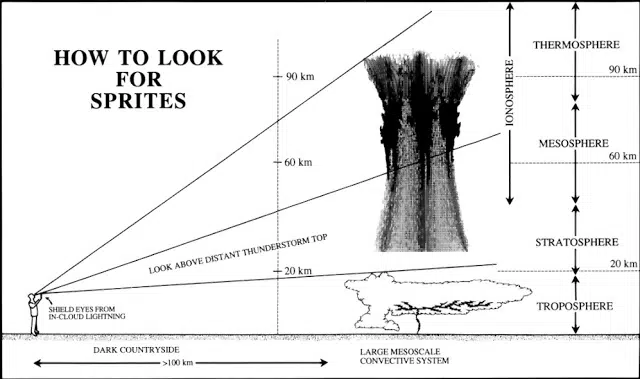 HOW TO LOOK
FOR
SPRITES
90 km
60 km
20 km
LOOK ABOVE DISTANT THUNDERSTORM TOP
SHIELD EYES FROM
IN-CLOUD LIGHTNING
DARK COUNTRYSIDE
>100 km
LARGE MESOSCALE
CONVECTIVE SYSTEM
IONOSPHERE
THERMOSPHERE
90 km
MESOSPHERE
60 km
STRATOSPHERE
20 km
TROPOSPHERE